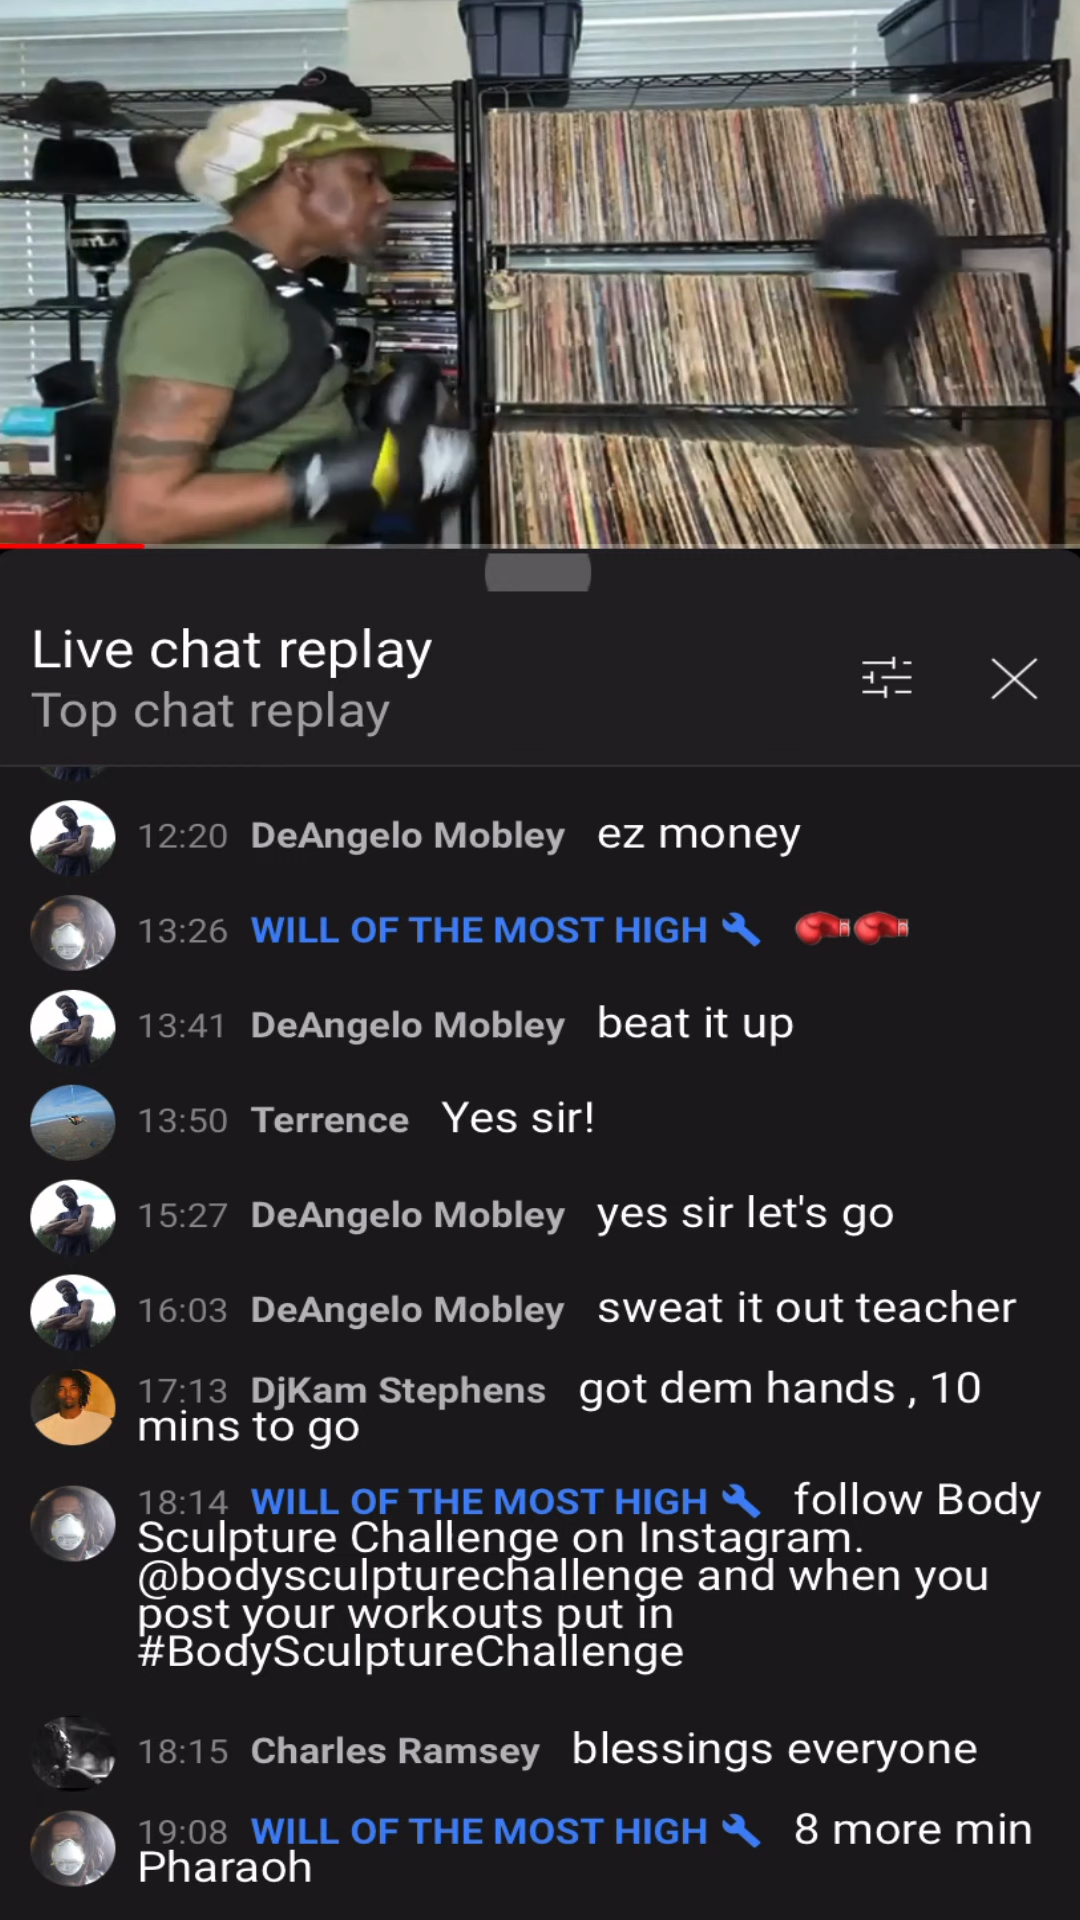 Live chat replay
Top chat replay
12:20 DeAngelo Mobley ez money
13:26 WILL OF THE MOST HIGH 🥊🥊
13:41 DeAngelo Mobley beat it up
13:50 Terrence Yes sir!
15:27 DeAngelo Mobley yes sir let's go
16:03 DeAngelo Mobley sweat it out teacher
17:13 DjKam Stephens got dem hands , 10
mins to go
18:14 WILL OF THE MOST HIGH follow Body
Sculpture Challenge on Instagram.
@bodysculpturechallenge and when you
post your workouts put in
#BodySculptureChallenge
18:15 Charles Ramsey blessings everyone
19:08 WILL OF THE MOST HIGH 8 more min
Pharaoh